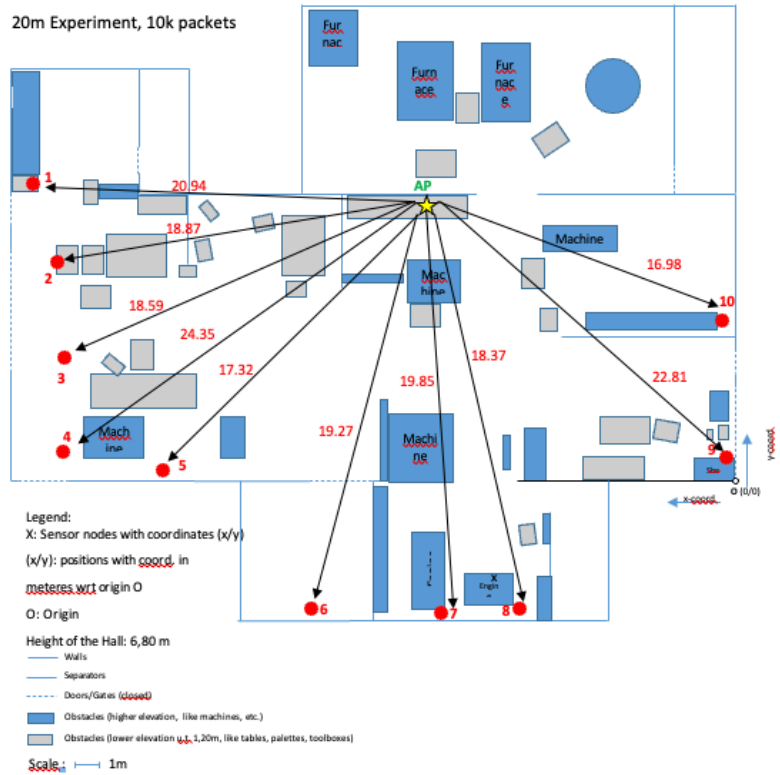 20m Experiment, 10k packets
Fur
nac
Furn
ace
Fur
nac
e
AP
1
20.94
18.87
2
Machine
16.98
10
Mac
hine
18.59
3
24.35
17.32
18.37
19.85
22.81
19.27
4
Mach
ine
5
Machi
ne
9
y-coord.
x-coord.
O (0/0)
Legend:
X: Sensor nodes with coordinates (x/y)
(x/y): positions with coord. in
meteres wrt origin O
O: Origin
Height of the Hall: 6,80 m
X
Engin
6
7
8
Walls
Separators
Doors/Gates (closed)
Obstacles (higher elevation, like machines, etc.)
Obstacles (lower elevation u.t. 1,20m, like tables, palettes, toolboxes)
Scale : 1m